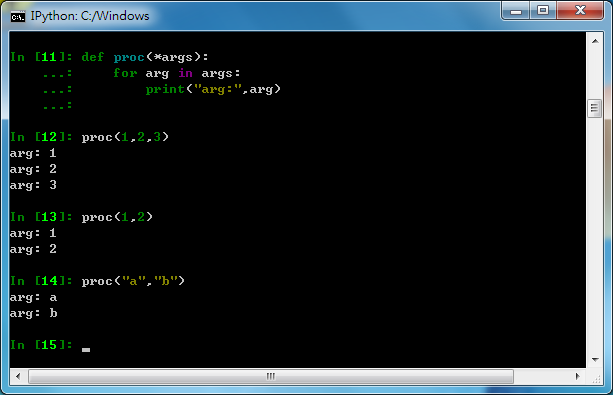 IPython: C:/Windows
In [11]: def proc(*args):
   ...:     for arg in args:
   ...:         print("arg:",arg)
   ...:
In [12]: proc(1,2,3)
arg: 1
arg: 2
arg: 3
In [13]: proc(1,2)
arg: 1
arg: 2
In [14]: proc("a","b")
arg: a
arg: b
In [15]: